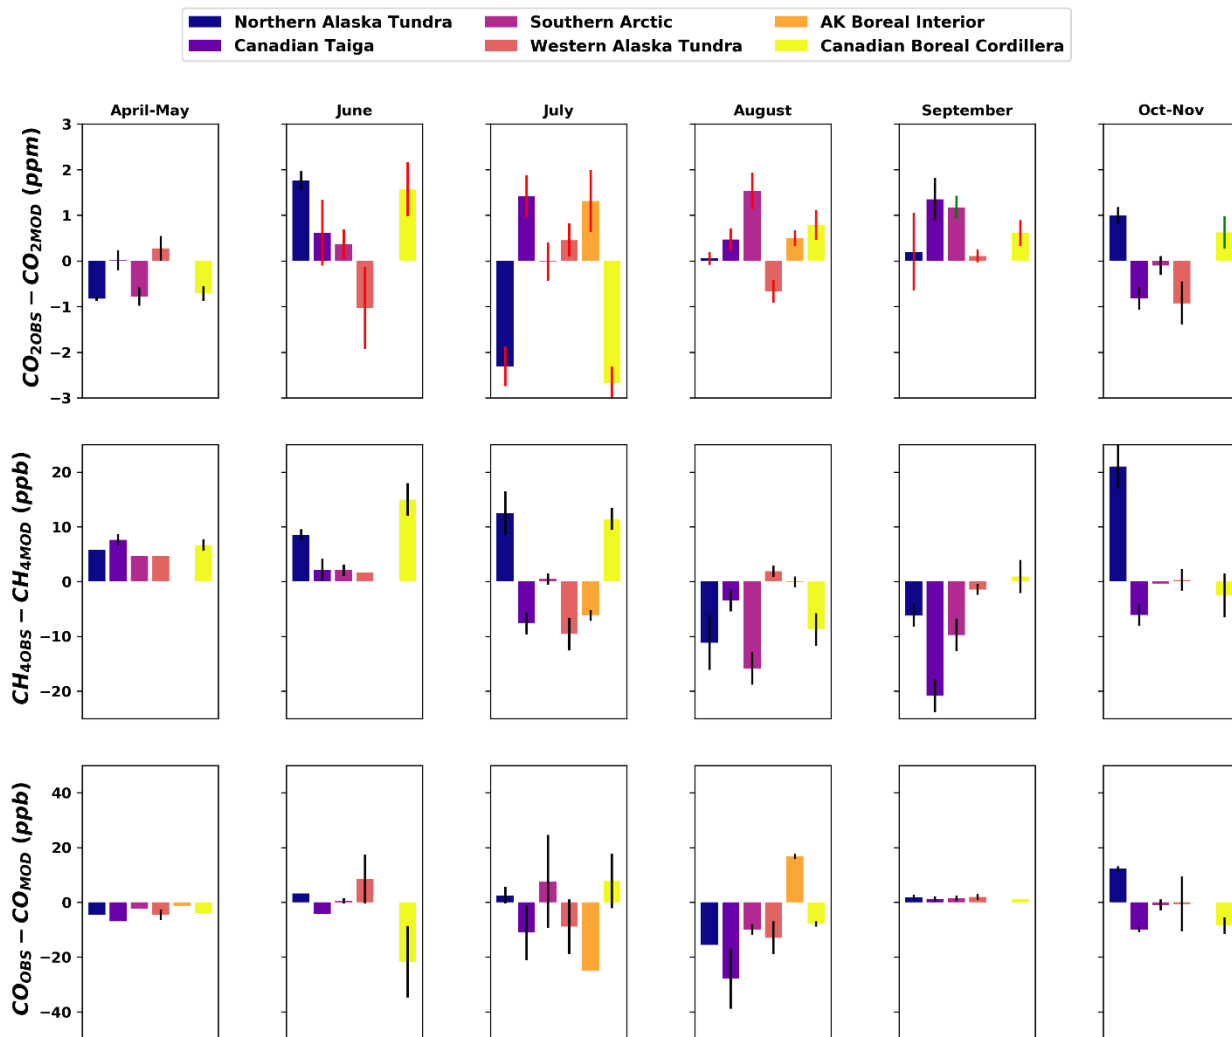 Northern Alaska Tundra Southern Arctic AK Boreal Interior
Canadian Taiga Western Alaska Tundra Canadian Boreal Cordillera
April-May June July August September Oct-Nov
CO2OBS − CO2MOD (ppm)
3
2
1
0
−1
−2
−3
CH4OBS − CH4MOD (ppb)
20
10
0
−10
−20
COOBS − COMOD (ppb)
40
20
0
−20
−40